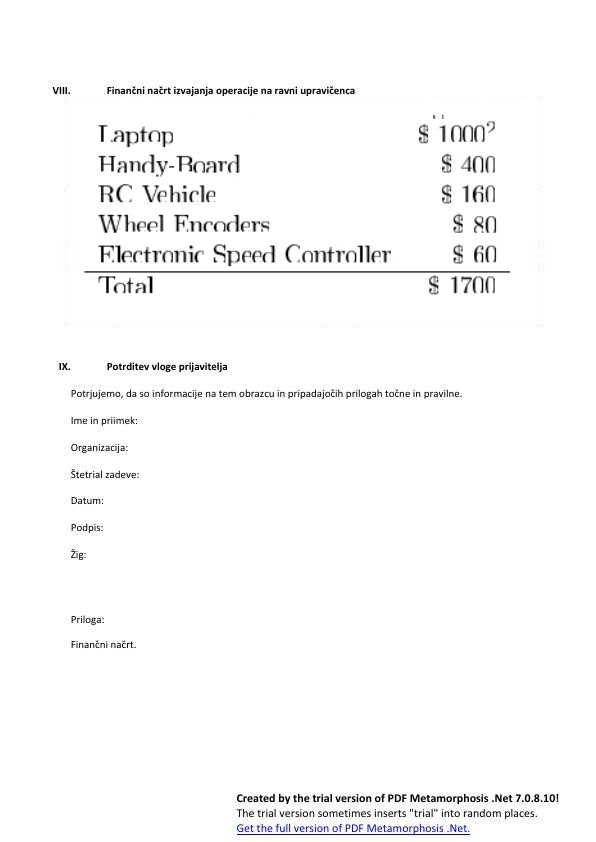 VIII. Finančni načrt izvajanja operacije na ravni upravičenca
Laptop $ 1000²
Handy-Board $ 400
RC Vehicle $ 160
Wheel Encoders $ 80
Electronic Speed Controller $ 60
Total $ 1700
IX. Potrditev vloge prijavitelja
Potrjujemo, da so informacije na tem obrazcu in pripadajočih prilogah točne in pravilne.
Ime in priimek:
Organizacija:
Štetrial zadeve:
Datum:
Podpis:
Žig:
Priloga:
Finančni načrt.
Created by the trial version of PDF Metamorphosis .Net 7.0.8.10!
The trial version sometimes inserts "trial" into random places.
Get the full version of PDF Metamorphosis .Net.